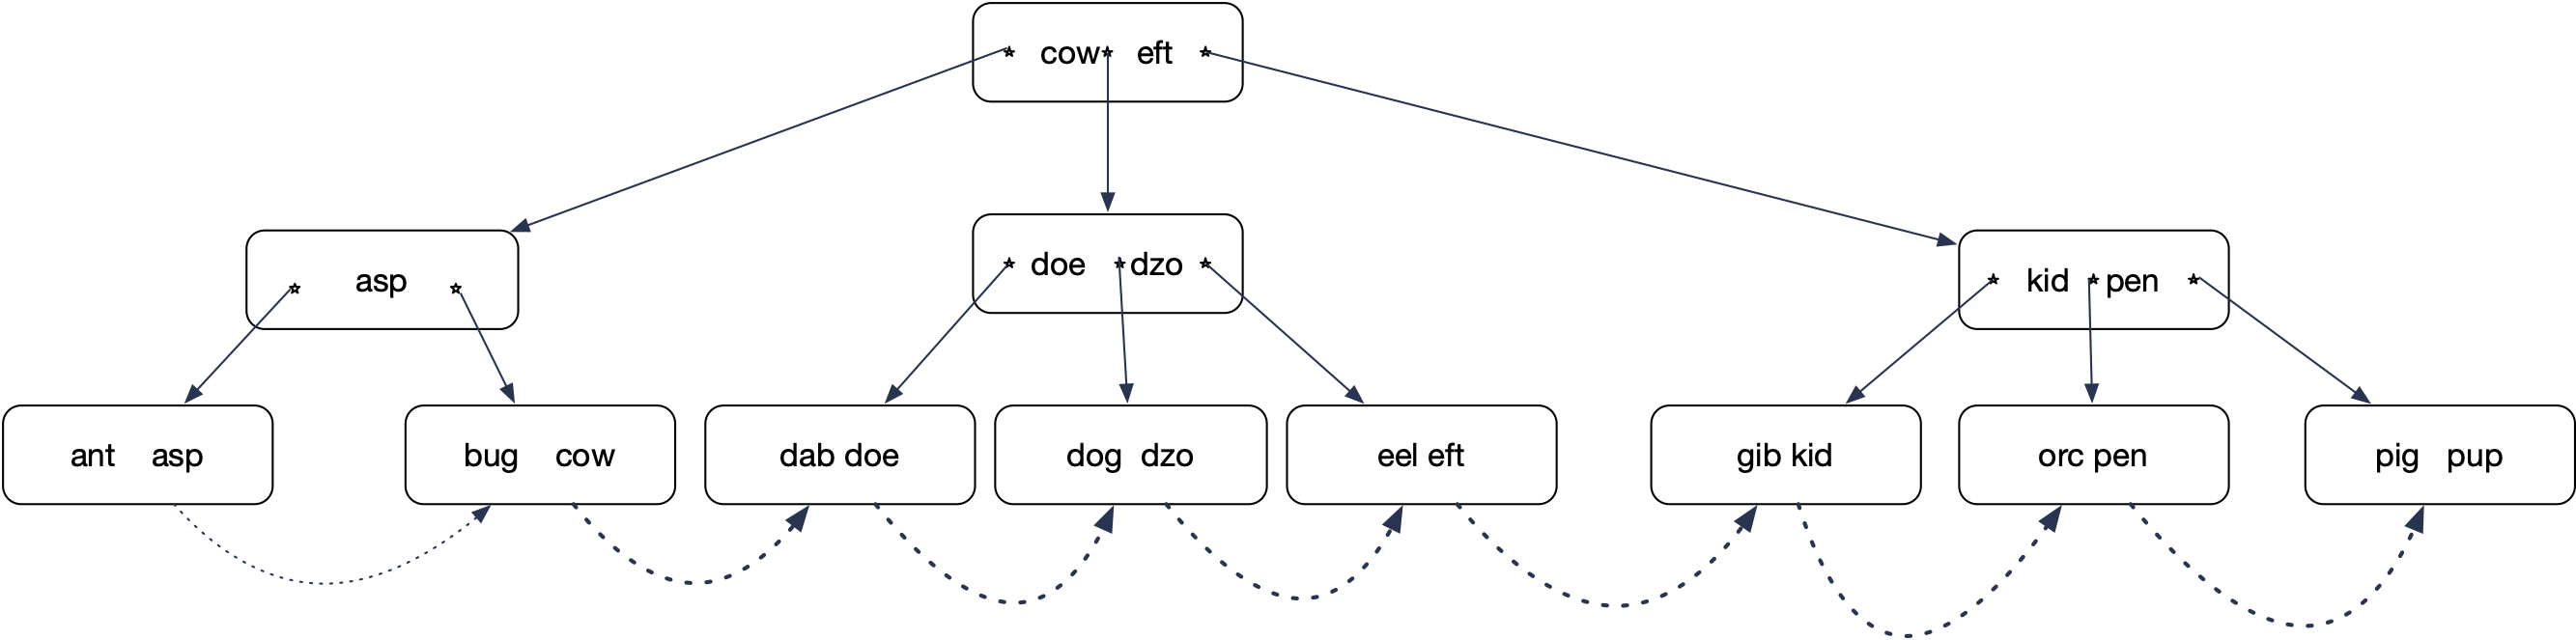 cow eft
asp
doe dzo
kid pen
ant asp
bug cow
dab doe
dog dzo
eel eft
gib kid
orc pen
pig pup